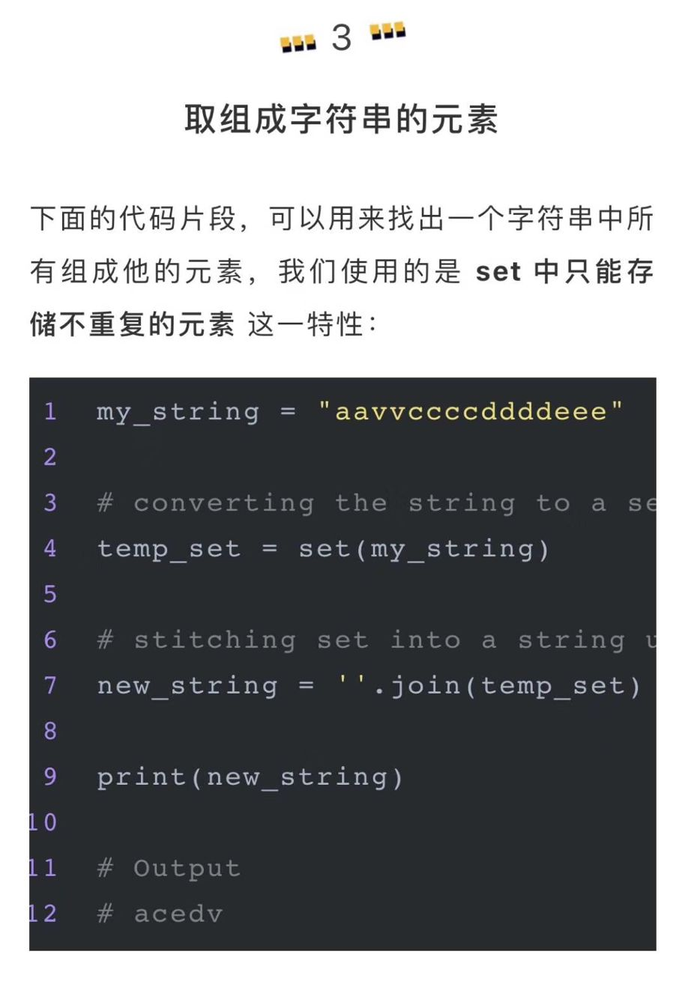 3
取组成字符串的元素
下面的代码片段，可以用来找出一个字符串中所
有组成他的元素，我们使用的是 set 中只能存
储不重复的元素 这一特性：
1 my_string = "aavvccccddddeee"
2
3 # converting the string to a se
4 temp_set = set(my_string)
5
6 # stitching set into a string u
7 new_string = ''.join(temp_set)
8
9 print(new_string)
10
11 # Output
12 # acedv